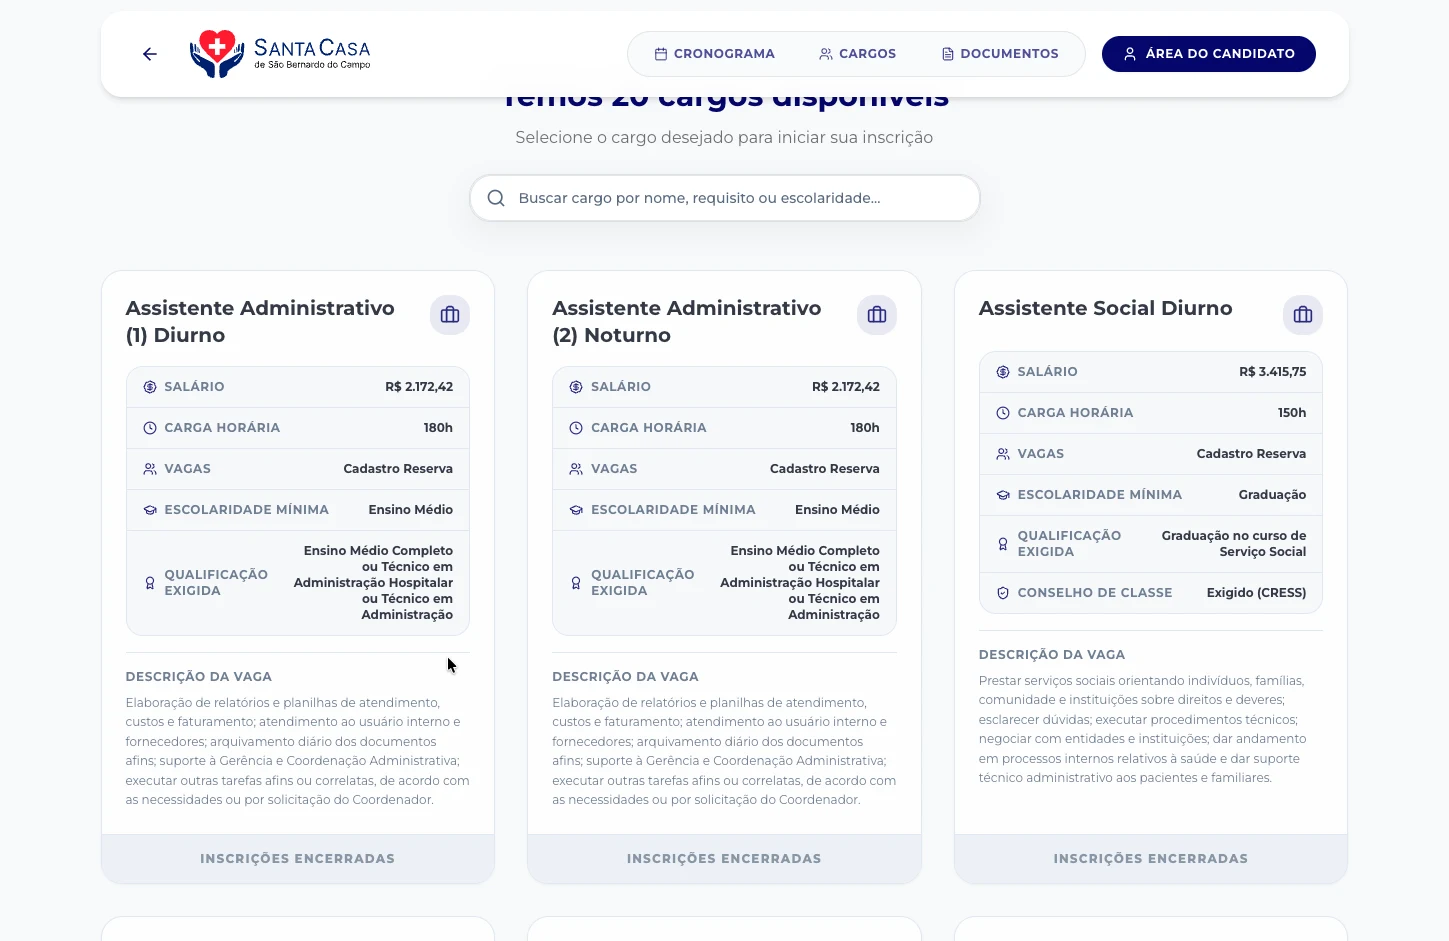 SANTA CASA
de São Bernardo do Campo
CRONOGRAMA
CARGOS
DOCUMENTOS
ÁREA DO CANDIDATO
Temos 20 cargos disponíveis
Selecione o cargo desejado para iniciar sua inscrição
Buscar cargo por nome, requisito ou escolaridade...
Assistente Administrativo
(1) Diurno
SALÁRIO
R$ 2.172,42
CARGA HORÁRIA
180h
VAGAS
Cadastro Reserva
ESCOLARIDADE MÍNIMA
Ensino Médio
QUALIFICAÇÃO
EXIGIDA
Ensino Médio Completo
ou Técnico em
Administração Hospitalar
ou Técnico em
Administração
DESCRIÇÃO DA VAGA
Elaboração de relatórios e planilhas de atendimento,
custos e faturamento; atendimento ao usuário interno e
fornecedores; arquivamento diário dos documentos
afins; suporte à Gerência e Coordenação Administrativa;
executar outras tarefas afins ou correlatas, de acordo com
as necessidades ou por solicitação do Coordenador.
INSCRIÇÕES ENCERRADAS
Assistente Administrativo
(2) Noturno
SALÁRIO
R$ 2.172,42
CARGA HORÁRIA
180h
VAGAS
Cadastro Reserva
ESCOLARIDADE MÍNIMA
Ensino Médio
QUALIFICAÇÃO
EXIGIDA
Ensino Médio Completo
ou Técnico em
Administração Hospitalar
ou Técnico em
Administração
DESCRIÇÃO DA VAGA
Elaboração de relatórios e planilhas de atendimento,
custos e faturamento; atendimento ao usuário interno e
fornecedores; arquivamento diário dos documentos
afins; suporte à Gerência e Coordenação Administrativa;
executar outras tarefas afins ou correlatas, de acordo com
as necessidades ou por solicitação do Coordenador.
INSCRIÇÕES ENCERRADAS
Assistente Social Diurno
SALÁRIO
R$ 3.415,75
CARGA HORÁRIA
150h
VAGAS
Cadastro Reserva
ESCOLARIDADE MÍNIMA
Graduação
QUALIFICAÇÃO
EXIGIDA
Graduação no curso de
Serviço Social
CONSELHO DE CLASSE
Exigido (CRESS)
DESCRIÇÃO DA VAGA
Prestar serviços sociais orientando indivíduos, famílias,
comunidade e instituições sobre direitos e deveres;
esclarecer dúvidas; executar procedimentos técnicos;
negociar com entidades e instituições; dar andamento
em processos internos relativos à saúde e dar suporte
técnico administrativo aos pacientes e familiares.
INSCRIÇÕES ENCERRADAS